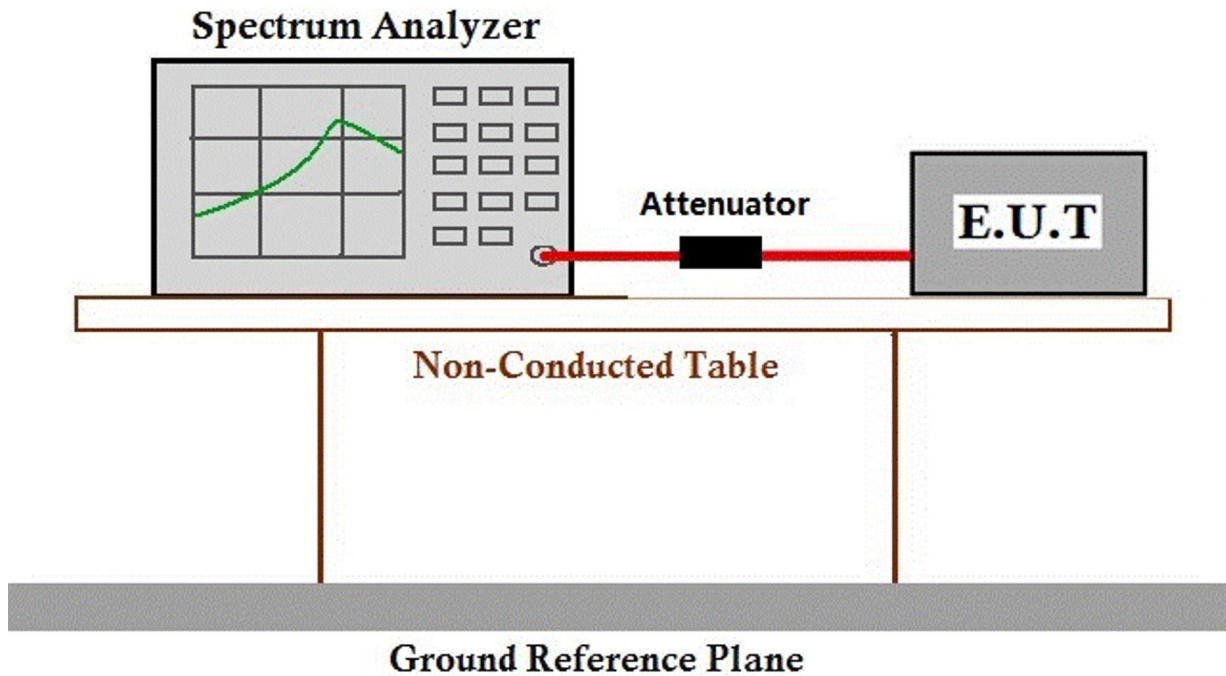 Spectrum Analyzer
Attenuator
E.U.T
Non-Conducted Table
Ground Reference Plane